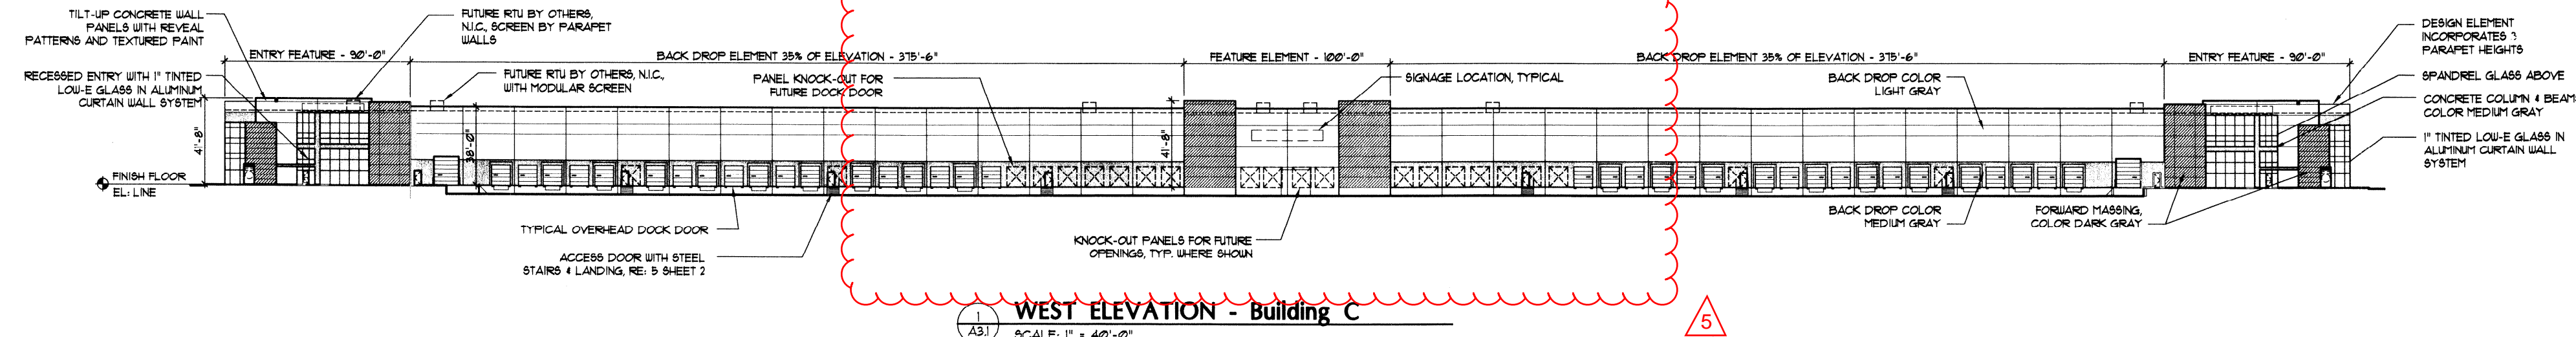 TILT-UP CONCRETE WALL
PANELS WITH REVEAL
PATTERNS AND TEXTURED PAINT
FUTURE RTU BY OTHERS,
N.I.C., SCREEN BY PARAPET
WALLS
DESIGN ELEMENT
INCORPORATES 3
PARAPET HEIGHTS
ENTRY FEATURE - 90'-0"
BACK DROP ELEMENT 35% OF ELEVATION - 375'-6"
FEATURE ELEMENT - 100'-0"
BACK DROP ELEMENT 35% OF ELEVATION - 375'-6"
ENTRY FEATURE - 90'-0"
RECESSED ENTRY WITH 1" TINTED
LOW-E GLASS IN ALUMINUM
CURTAIN WALL SYSTEM
FUTURE RTU BY OTHERS, N.I.C.,
WITH MODULAR SCREEN
PANEL KNOCK-OUT FOR
FUTURE DOCK DOOR
SIGNAGE LOCATION, TYPICAL
BACK DROP COLOR
LIGHT GRAY
SPANDREL GLASS ABOVE
CONCRETE COLUMN & BEAM
COLOR MEDIUM GRAY
1" TINTED LOW-E GLASS IN
ALUMINUM CURTAIN WALL
SYSTEM
41'-8"
38'-0"
41'-8"
FINISH FLOOR
EL: LINE
TYPICAL OVERHEAD DOCK DOOR
ACCESS DOOR WITH STEEL
STAIRS & LANDING, RE: 5 SHEET 2
KNOCK-OUT PANELS FOR FUTURE
OPENINGS, TYP. WHERE SHOWN
BACK DROP COLOR
MEDIUM GRAY
FORWARD MASSING,
COLOR DARK GRAY
1
A3.1
WEST ELEVATION - Building C
SCALE: 1" = 40'-0"
5